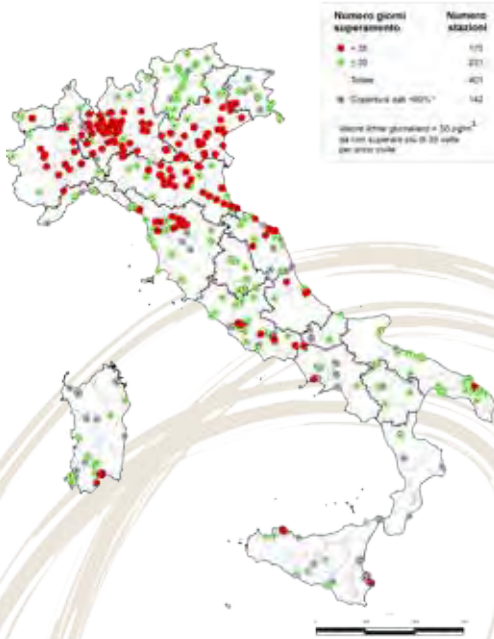 Numero giorni
superamento
Numero
stazioni
> 35
≤ 35
Totale
401
Copertura dati <90%
142
Valore limite giornaliero = 50 µg/m³
da non superare più di 35 volte
per anno civile